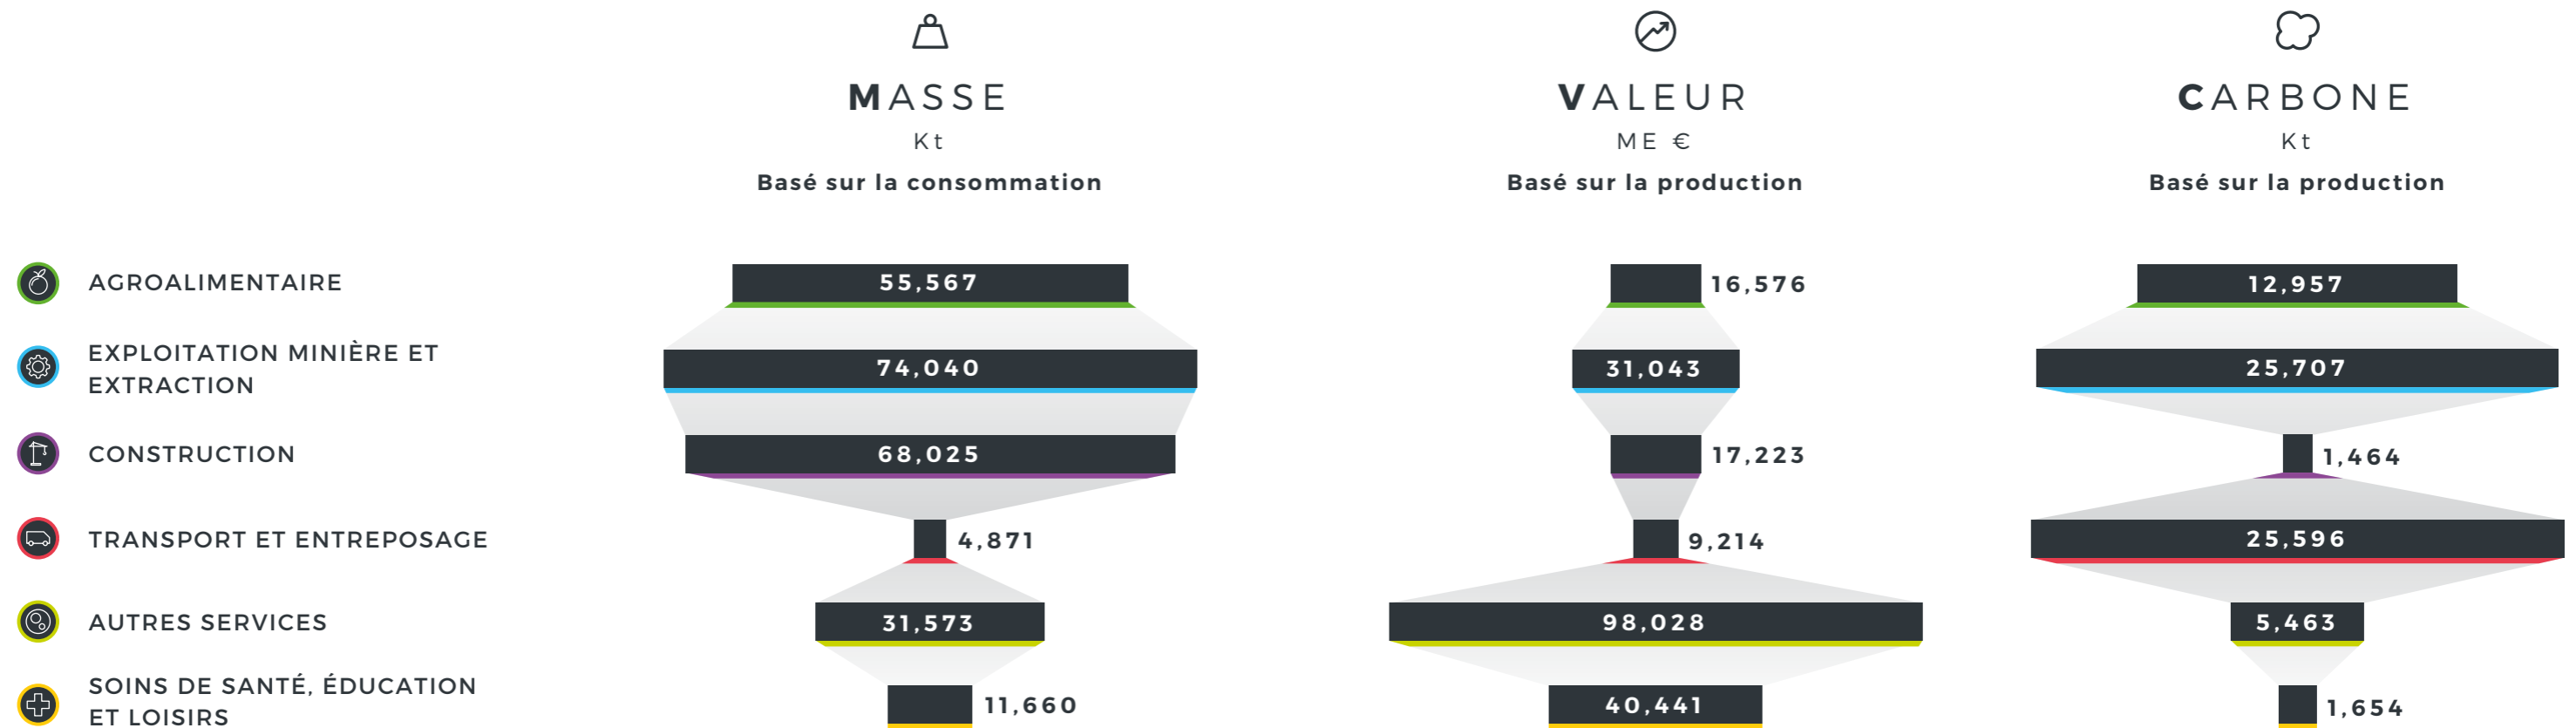 MASSE
Kt
Basé sur la consommation
VALEUR
ME €
Basé sur la production
CARBONE
Kt
Basé sur la production
AGROALIMENTAIRE
55,567
16,576
12,957
EXPLOITATION MINIÈRE ET
EXTRACTION
74,040
31,043
25,707
CONSTRUCTION
68,025
17,223
1,464
TRANSPORT ET ENTREPOSAGE
4,871
9,214
25,596
AUTRES SERVICES
31,573
98,028
5,463
SOINS DE SANTÉ, ÉDUCATION
ET LOISIRS
11,660
40,441
1,654